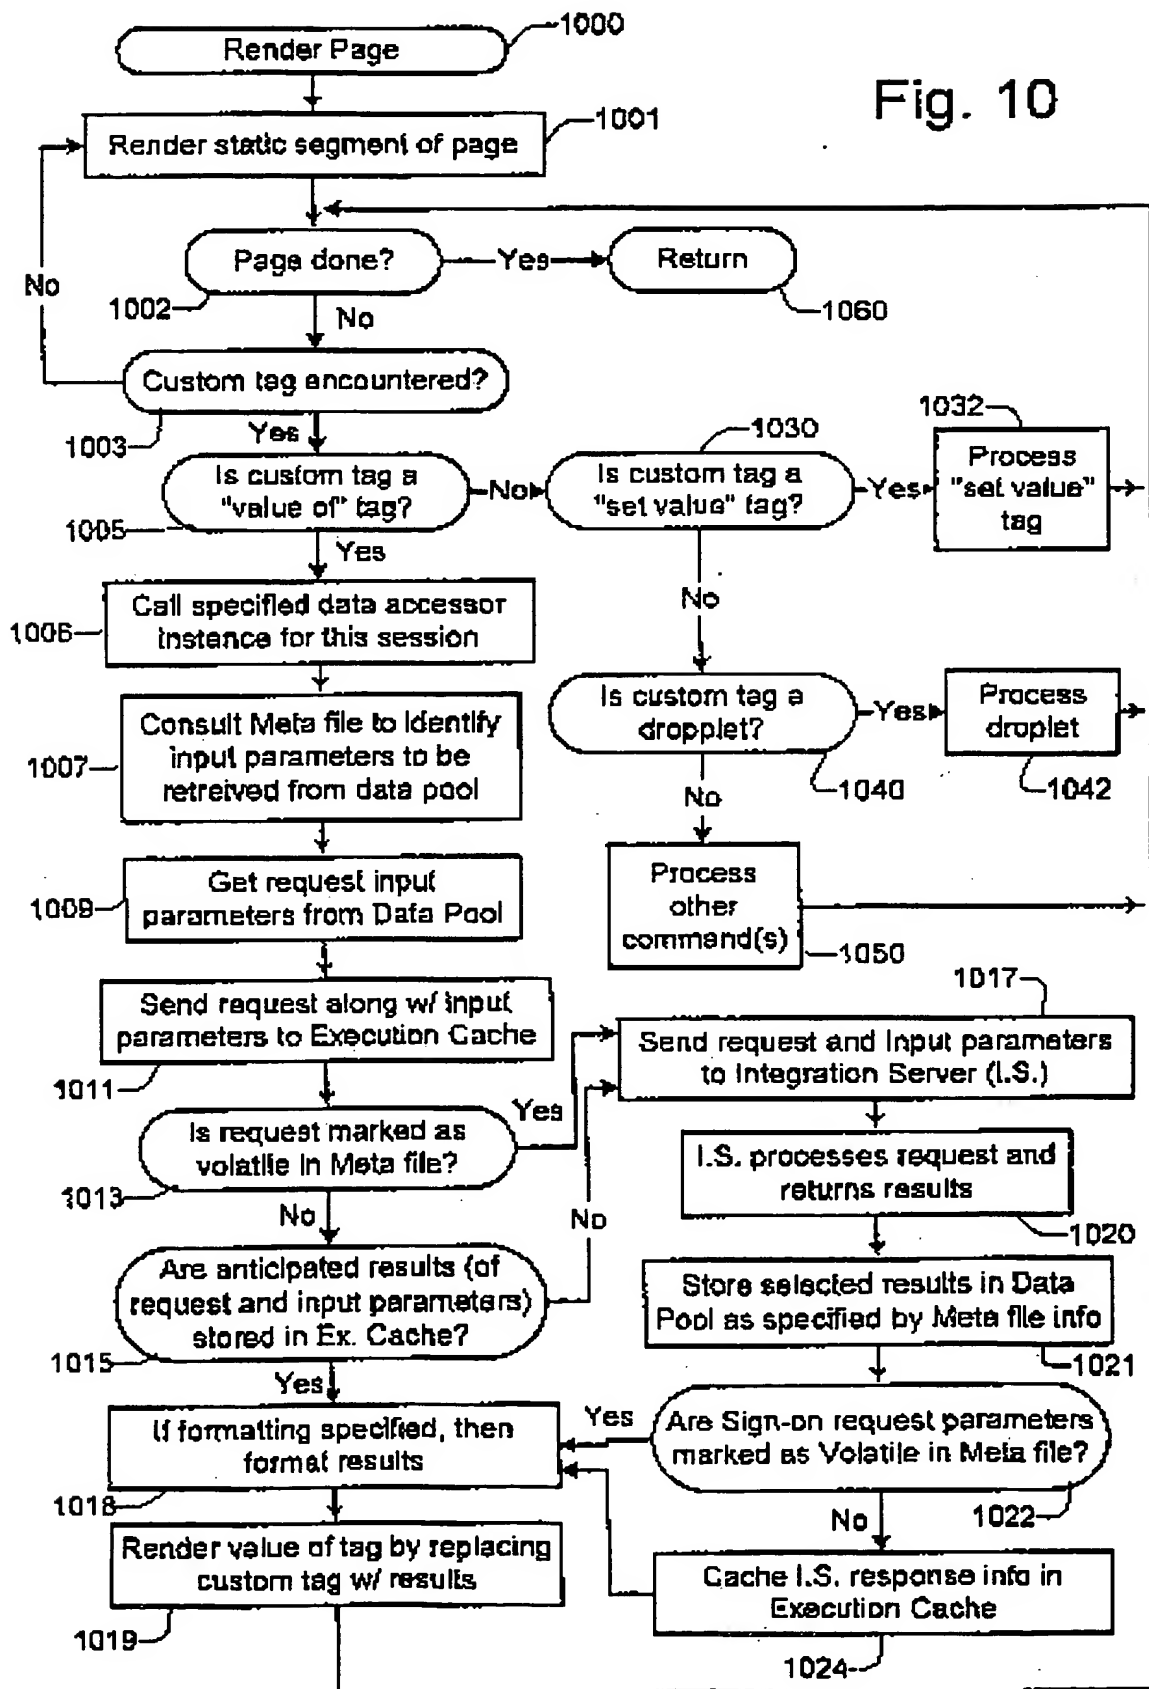 1000
Render Page
Fig. 10
1001
Render static segment of page
Page done?
Yes
Return
No
1002
1060
No
Custom tag encountered?
1003
Yes
1030
1032
Is custom tag a
"value of" tag?
No
Is custom tag a
"set value" tag?
Yes
Process
"set value"
tag
1005
Yes
No
Call specified data accessor
instance for this session
1006
Is custom tag a
dropplet?
Yes
Process
droplet
1040
1042
Consult Meta file to Identify
input parameters to be
retreived from data pool
1007
No
Process
other
command(s)
1050
Get request input
parameters from Data Pool
1009
Send request along w/ input
parameters to Execution Cache
1011
1017
Send request and Input parameters
to Integration Server (I.S.)
Yes
Is request marked as
volatile in Meta file?
1013
No
No
I.S. processes request and
returns results
1020
Are anticipated results (of
request and input parameters)
stored in Ex. Cache?
1015
Yes
Store selected results in Data
Pool as specified by Meta file info
1021
If formatting specified, then
format results
1018
Yes
Are Sign-on request parameters
marked as Volatile in Meta file?
1022
No
Render value of tag by replacing
custom tag w/ results
1019
Cache I.S. response info in
Execution Cache
1024